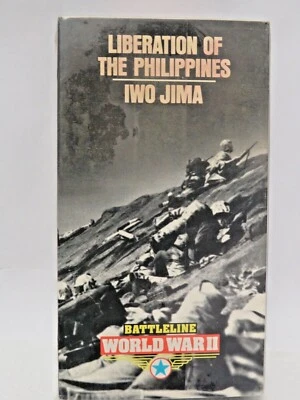 LIBERATION OF
THE PHILIPPINES
IWO JIMA
BATTLELINE
WORLD WAR II